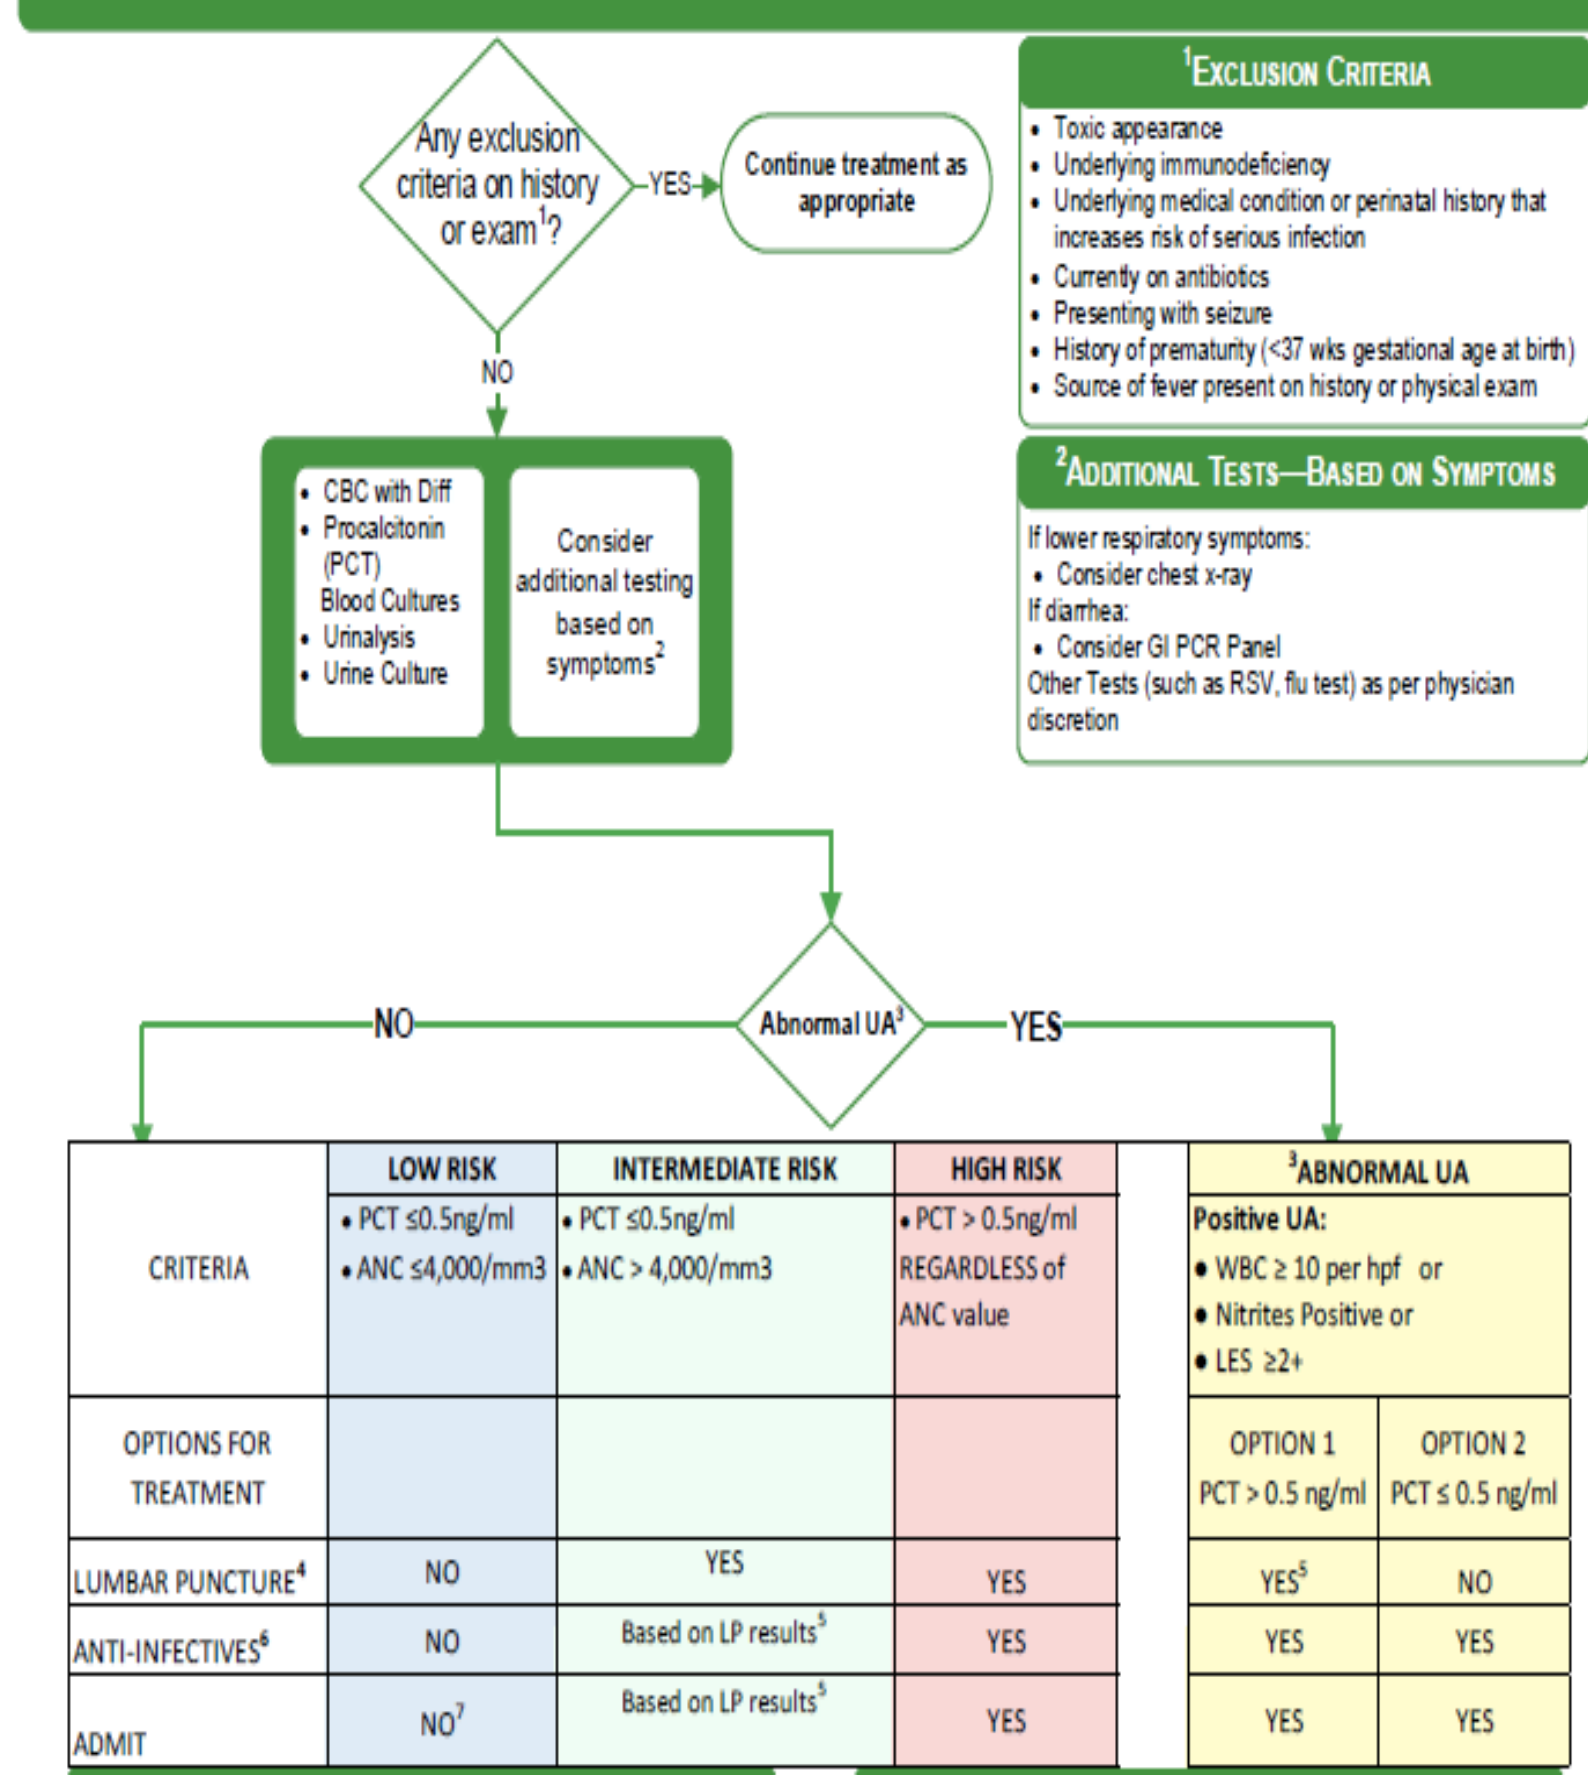 Any exclusion
criteria on history
or exam¹?
YES
Continue treatment as
appropriate
NO
¹EXCLUSION CRITERIA
• Toxic appearance
• Underlying immunodeficiency
• Underlying medical condition or perinatal history that
increases risk of serious infection
• Currently on antibiotics
• Presenting with seizure
• History of prematurity (<37 wks gestational age at birth)
• Source of fever present on history or physical exam
• CBC with Diff
• Procalcitonin
(PCT)
Blood Cultures
• Urinalysis
• Urine Culture
Consider
additional testing
based on
symptoms²
²ADDITIONAL TESTS—BASED ON SYMPTOMS
If lower respiratory symptoms:
• Consider chest x-ray
If diarrhea:
• Consider GI PCR Panel
Other Tests (such as RSV, flu test) as per physician
discretion
NO
Abnormal UA³
YES
CRITERIA
LOW RISK
• PCT ≤0.5ng/ml
• ANC ≤4,000/mm3
INTERMEDIATE RISK
• PCT ≤0.5ng/ml
• ANC > 4,000/mm3
HIGH RISK
• PCT > 0.5ng/ml
REGARDLESS of
ANC value
³ABNORMAL UA
Positive UA:
• WBC ≥ 10 per hpf or
• Nitrites Positive or
• LES ≥2+
OPTIONS FOR
TREATMENT
OPTION 1
PCT > 0.5 ng/ml
OPTION 2
PCT ≤ 0.5 ng/ml
LUMBAR PUNCTURE⁴
NO
YES
YES
YES⁵
NO
ANTI-INFECTIVES⁶
NO
Based on LP results⁵
YES
YES
YES
ADMIT
NO⁷
Based on LP results⁵
YES
YES
YES